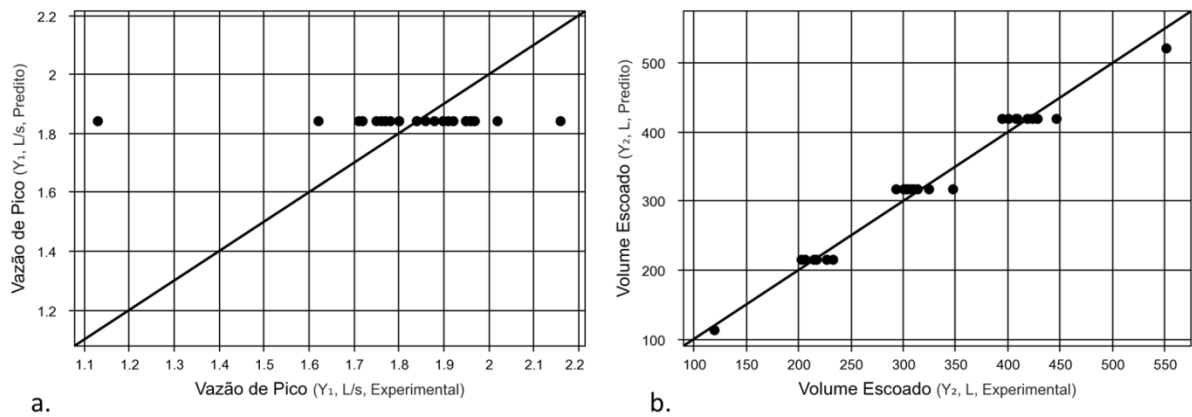 2.2
2
1.8
1.6
1.4
1.2
Vazão de Pico (Y₁, L/s, Predito)
1.1 1.2 1.3 1.4 1.5 1.6 1.7 1.8 1.9 2 2.1 2.2
Vazão de Pico (Y₁, L/s, Experimental)
a.
500
400
300
200
100
Volume Escoado (Y₂, L, Predito)
100 150 200 250 300 350 400 450 500 550
Volume Escoado (Y₂, L, Experimental)
b.